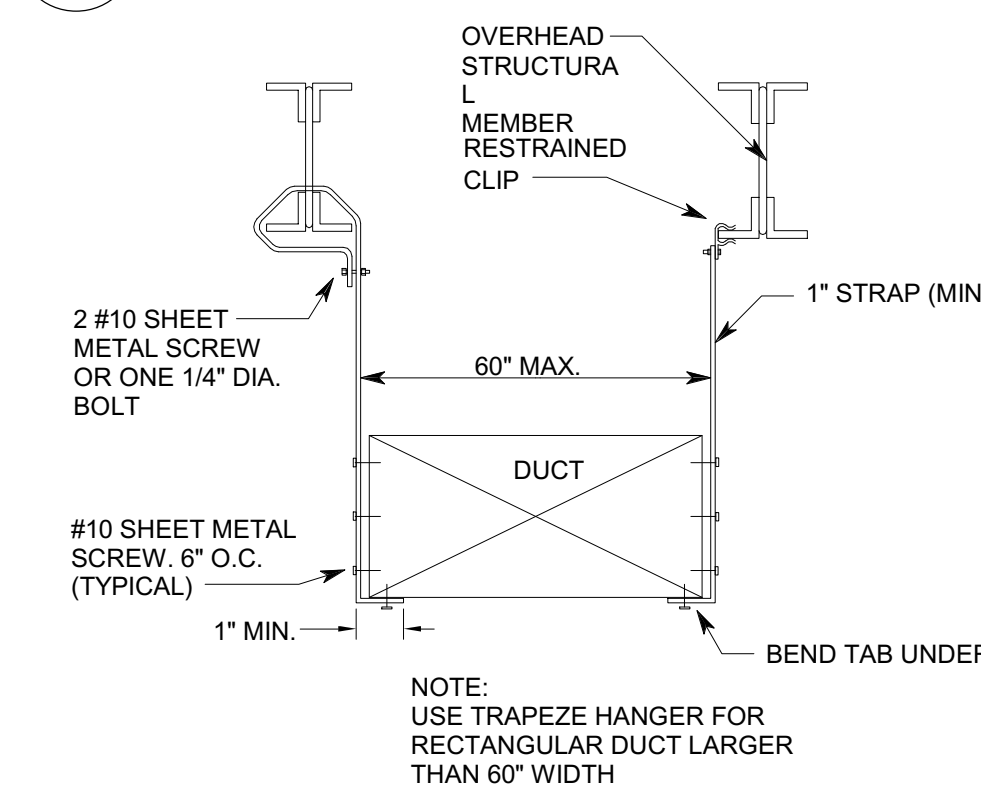 OVERHEAD
STRUCTURA
L
MEMBER
RESTRAINED
CLIP
1" STRAP (MIN
2 #10 SHEET
METAL SCREW
OR ONE 1/4" DIA.
BOLT
60" MAX.
DUCT
#10 SHEET METAL
SCREW. 6" O.C.
(TYPICAL)
1" MIN.
BEND TAB UNDER
NOTE:
USE TRAPEZE HANGER FOR
RECTANGULAR DUCT LARGER
THAN 60" WIDTH